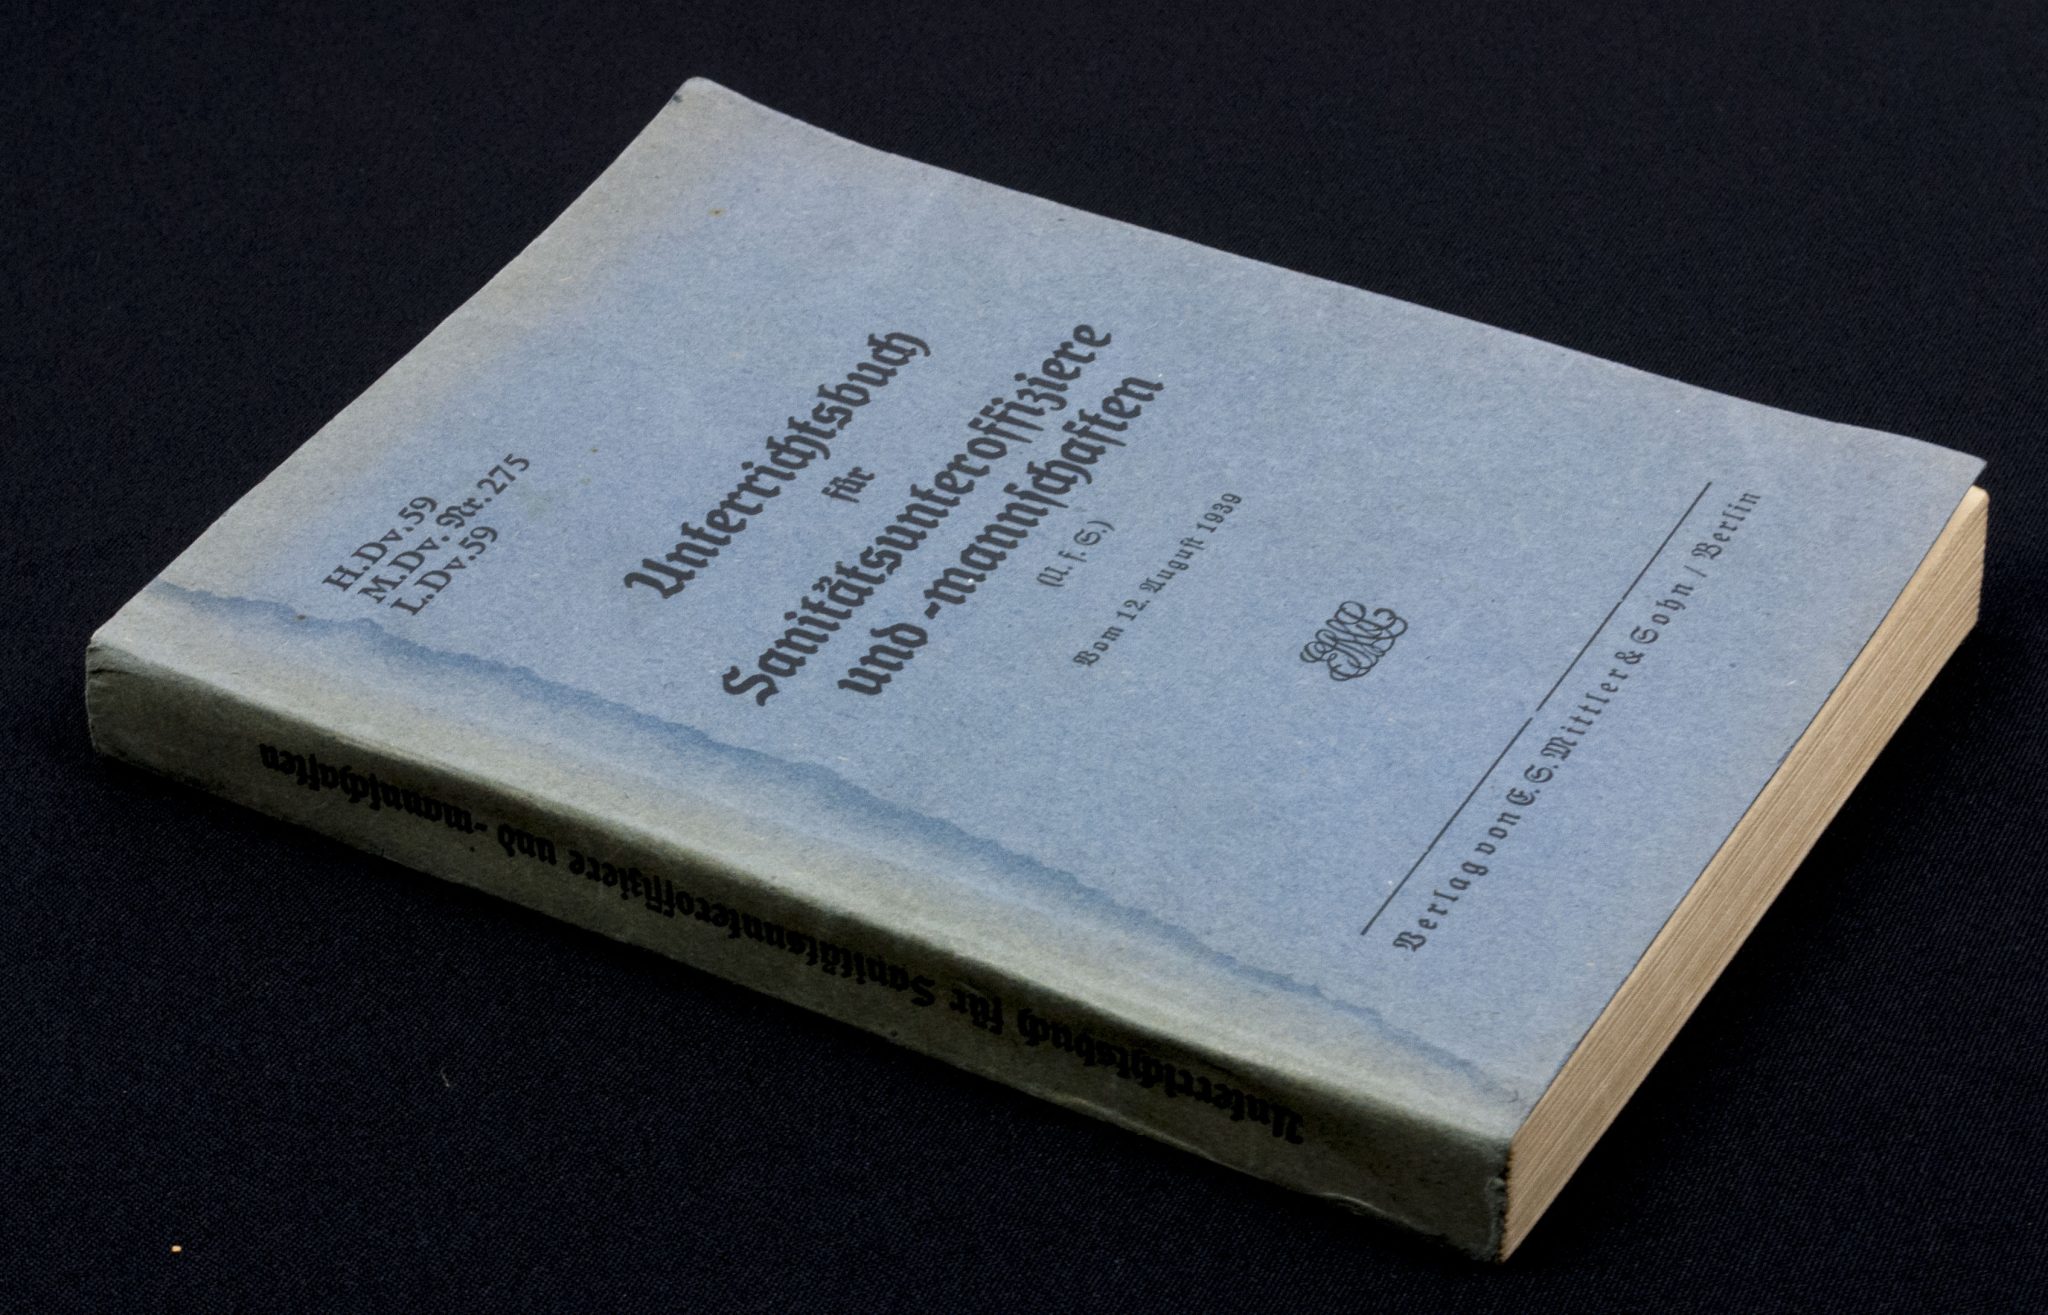 H.Dv.59
M.Dv.Nr.275
L.Dv.59
Unterrichtsbuch
für
Sanitätsunteroffiziere
und -mannschaften
(U. f. S.)
Vom 12. August 1939
Verlag von E. S. Mittler & Sohn / Berlin
Unterrichtsbuch für Sanitätsunteroffiziere und -mannschaften